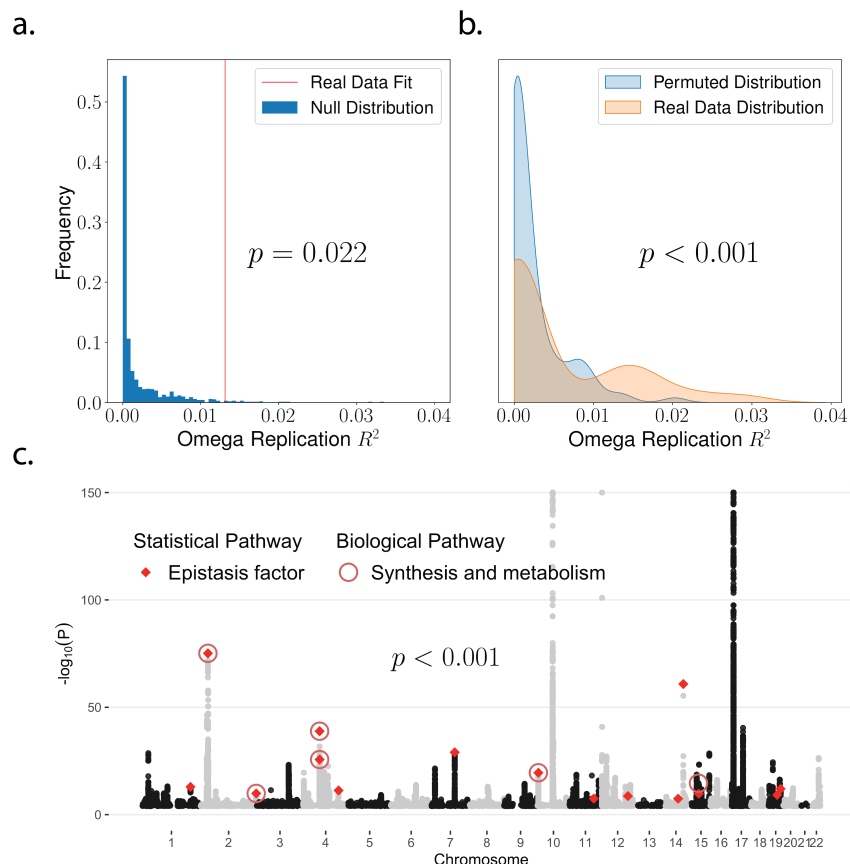 a.
Real Data Fit
Null Distribution
0.5
0.4
0.3
0.2
0.1
0.0
Frequency
p = 0.022
0.00 0.01 0.02 0.03 0.04
Omega Replication R²
b.
Permuted Distribution
Real Data Distribution
p < 0.001
0.00 0.01 0.02 0.03 0.04
Omega Replication R²
c.
150
100
50
0
-log₁₀(P)
Statistical Pathway Biological Pathway
Epistasis factor Synthesis and metabolism
p < 0.001
1 2 3 4 5 6 7 8 9 10 11 12 13 14 15 16 17 18 19 20 21 22
Chromosome